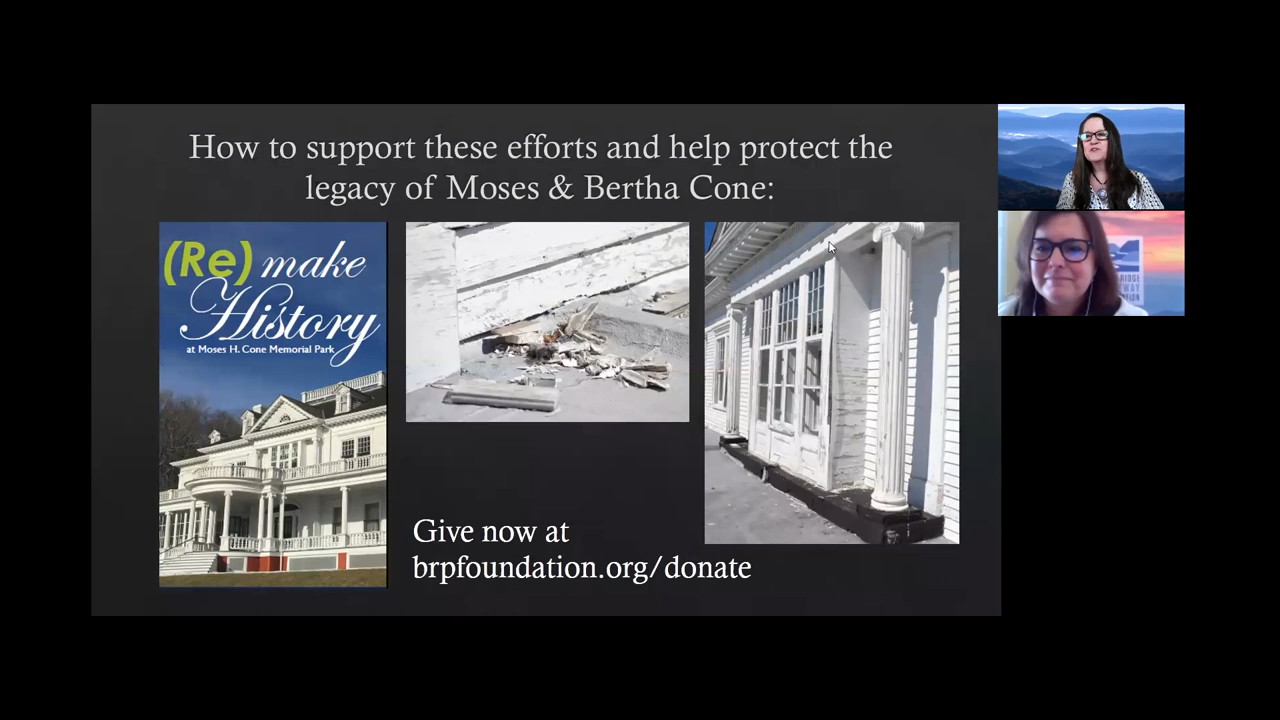 How to support these efforts and help protect the
legacy of Moses & Bertha Cone:
(Re) make
History
at Moses H. Cone Memorial Park
Give now at
brpfoundation.org/donate